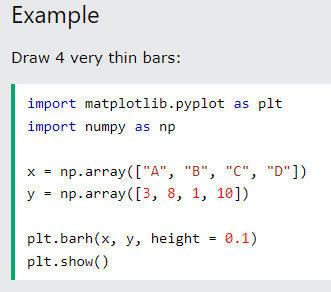 Example
Draw 4 very thin bars:
import matplotlib.pyplot as plt
import numpy as np
x = np.array(["A", "B", "C", "D"])
y = np.array([3, 8, 1, 10])
plt.barh(x, y, height = 0.1)
plt.show()